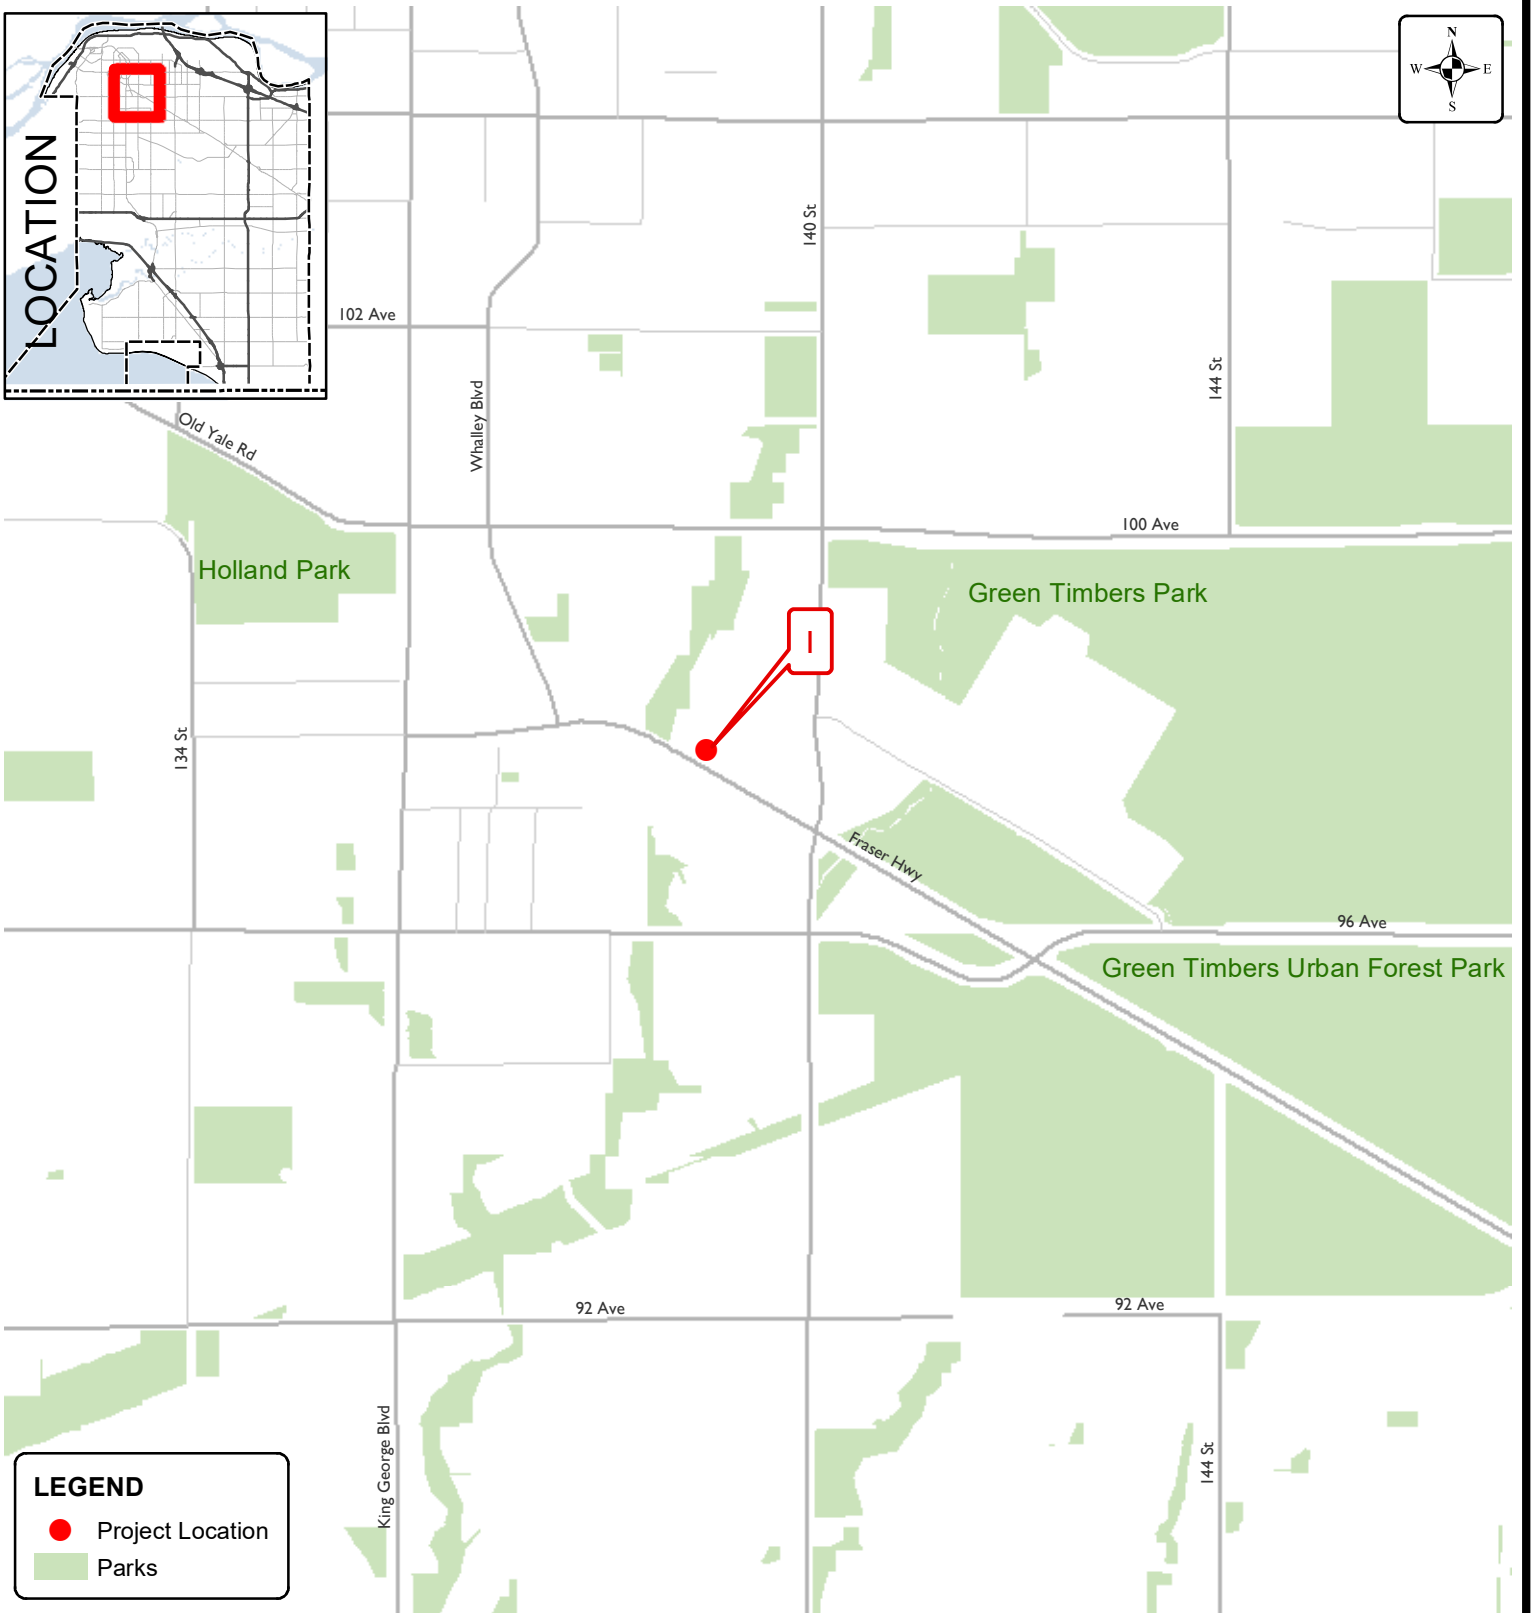 LOCATION
N
W
E
S
140 St
102 Ave
144 St
Whalley Blvd
Old Yale Rd
100 Ave
Holland Park
Green Timbers Park
I
134 St
Fraser Hwy
96 Ave
Green Timbers Urban Forest Park
92 Ave
92 Ave
King George Blvd
144 St
LEGEND
Project Location
Parks